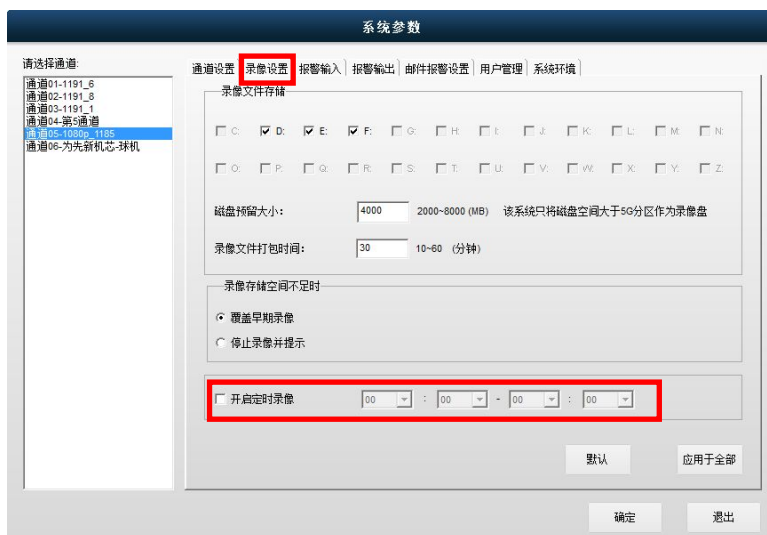 系统参数
请选择通道:
通道01-1191_6
通道02-1191_8
通道03-1191_1
通道04-第5通道
通道05-1080p_1185
通道06-为先新机芯-球机
通道设置 录像设置 报警输入 报警输出 邮件报警设置 用户管理 系统环境
录像文件存储
C: D: E: F: G: H: I: J: K: L: M: N:
O: P: Q: R: S: T: U: V: W: X: Y: Z:
磁盘预留大小: 4000 2000~8000 (MB) 该系统只将磁盘空间大于5G分区作为录像盘
录像文件打包时间: 30 10~60 (分钟)
录像存储空间不足时
覆盖早期录像
停止录像并提示
开启定时录像 00 : 00 - 00 : 00
默认 应用于全部
确定 退出